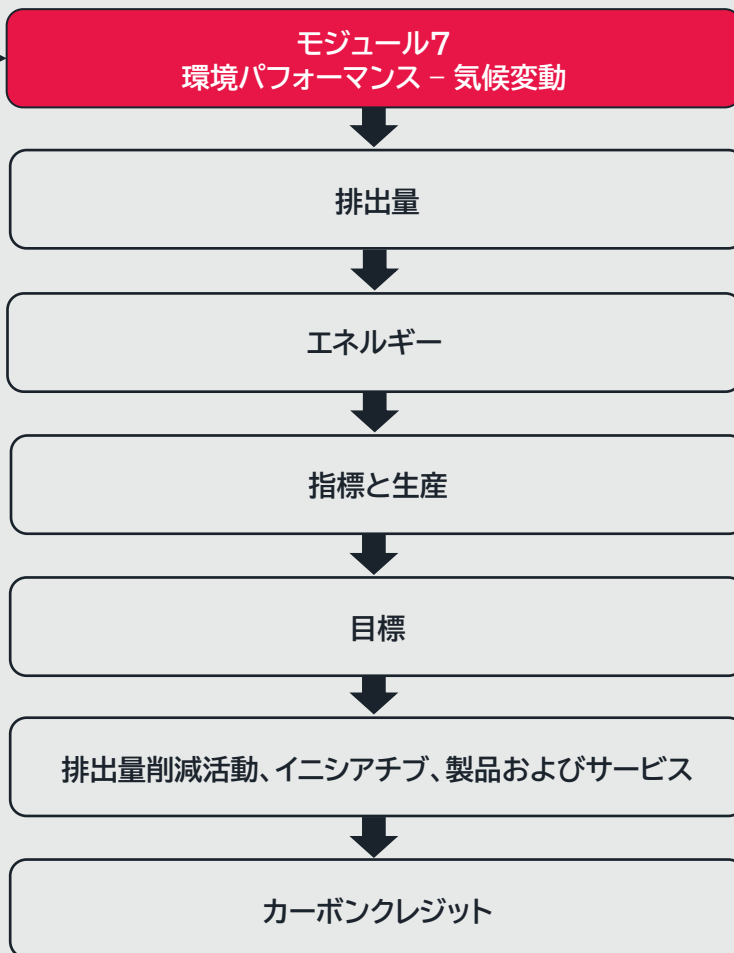 モジュール7
環境パフォーマンス – 気候変動
排出量
エネルギー
指標と生産
目標
排出量削減活動、イニシアチブ、製品およびサービス
カーボンクレジット